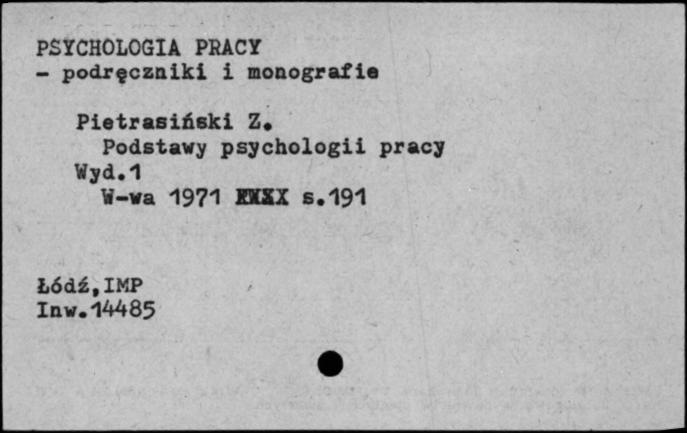 PSYCHOLOGIA PRACY
- podręczniki i monografie
Pietrasiński Z.
Podstawy psychologii pracy
Wyd.1
W-wa 1971 s.191
Łódź,IMP
Inw.14485